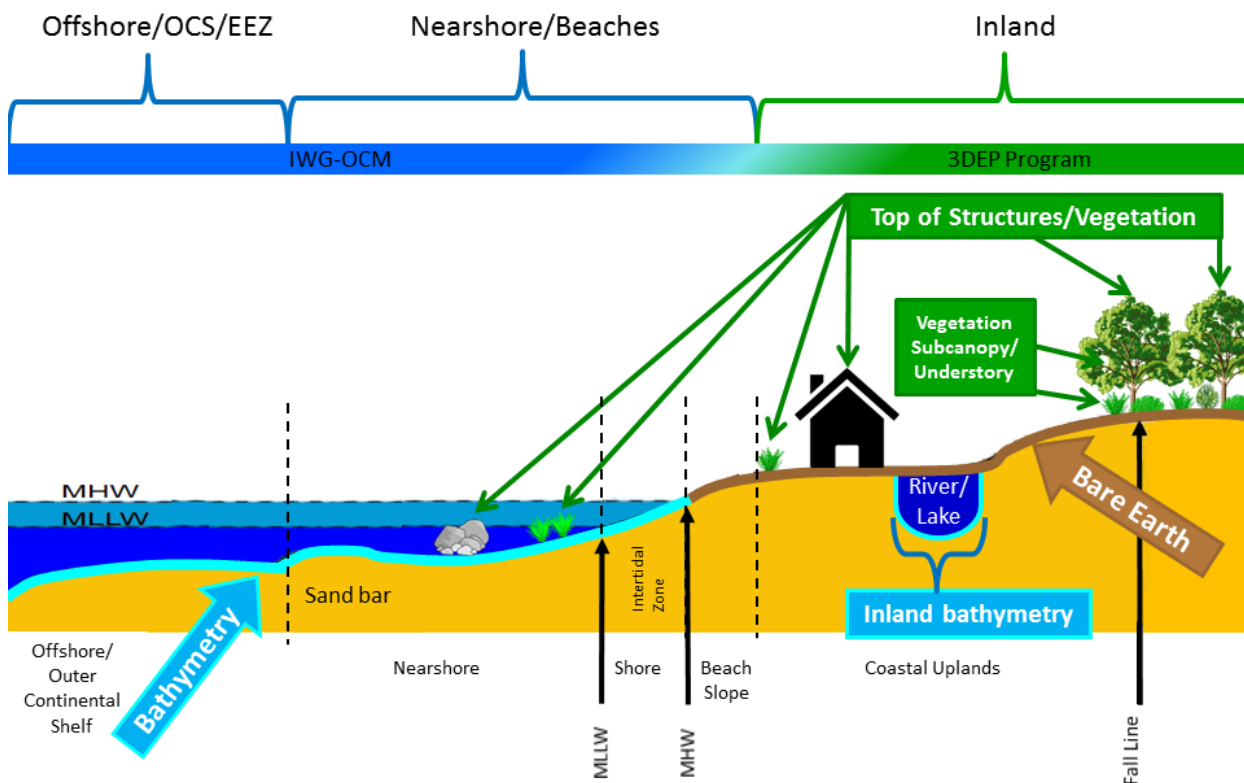 Offshore/OCS/EEZ
Nearshore/Beaches
Inland
IWG-OCM
3DEP Program
Top of Structures/Vegetation
Vegetation
Subcanopy/
Understory
MHW
MLLW
River/
Lake
Bare Earth
Sand bar
Intertidal
Zone
Inland bathymetry
Bathymetry
Offshore/
Outer
Continental
Shelf
Nearshore
Shore
Beach
Slope
Coastal Uplands
MLLW
MHW
Fall Line